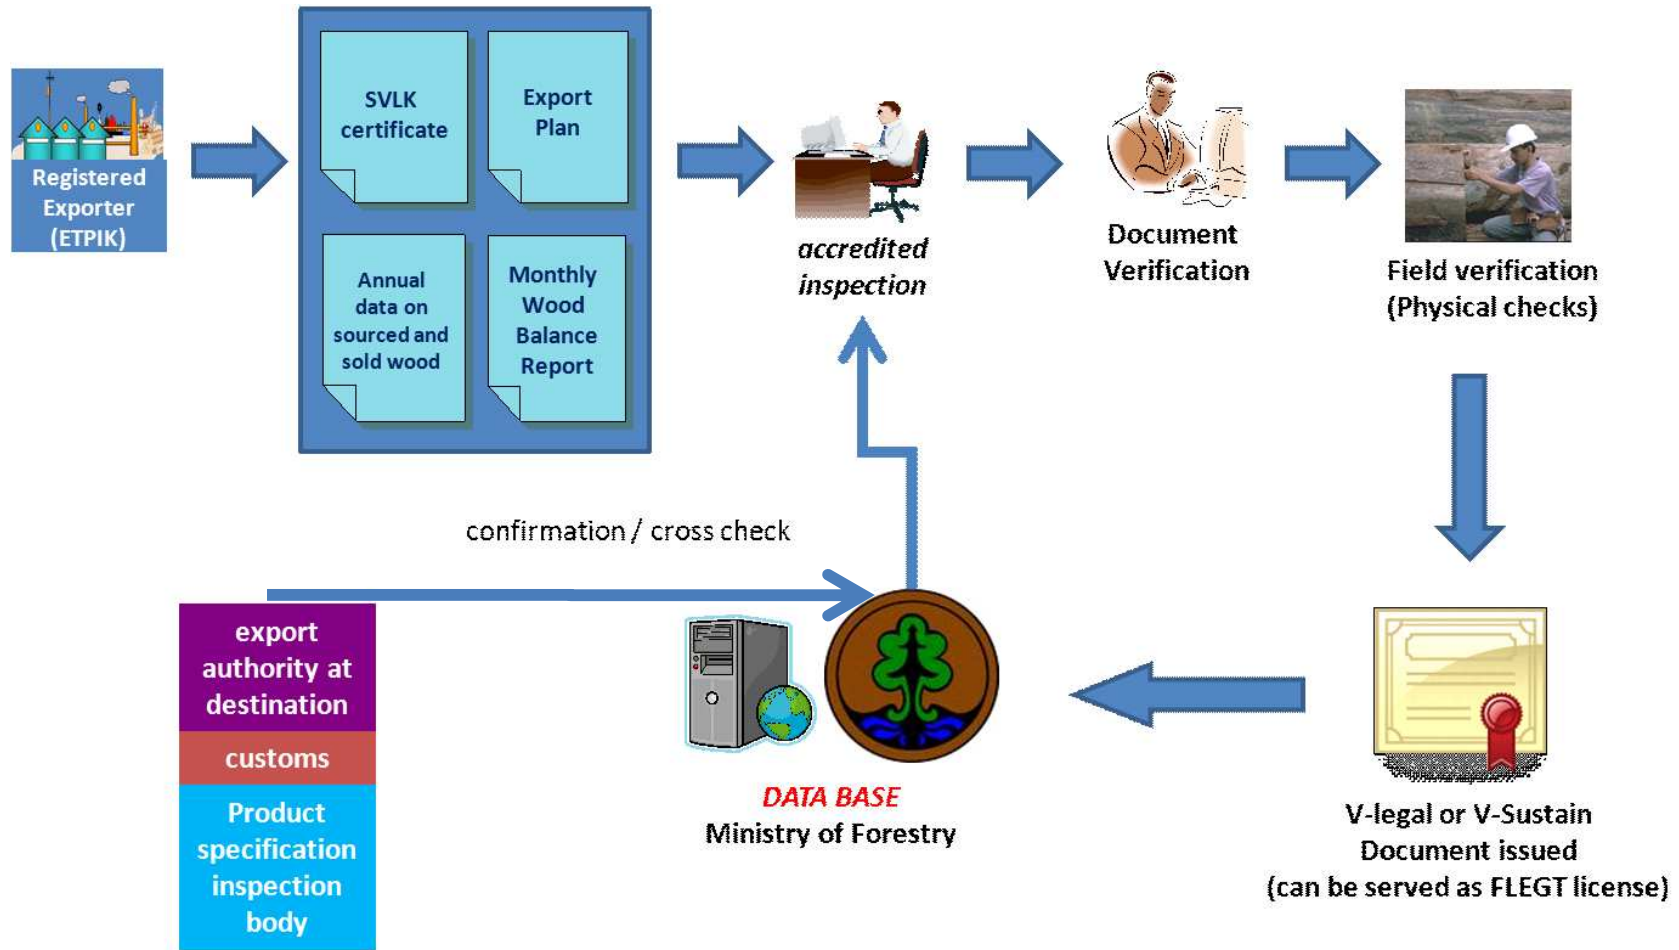 Registered
Exporter
(ETPIK)
SVLK
certificate
Export
Plan
Annual
data on
sourced and
sold wood
Monthly
Wood
Balance
Report
accredited
inspection
Document
Verification
Field verification
(Physical checks)
confirmation / cross check
export
authority at
destination
customs
Product
specification
inspection
body
DATA BASE
Ministry of Forestry
V-legal or V-Sustain
Document issued
(can be served as FLEGT license)